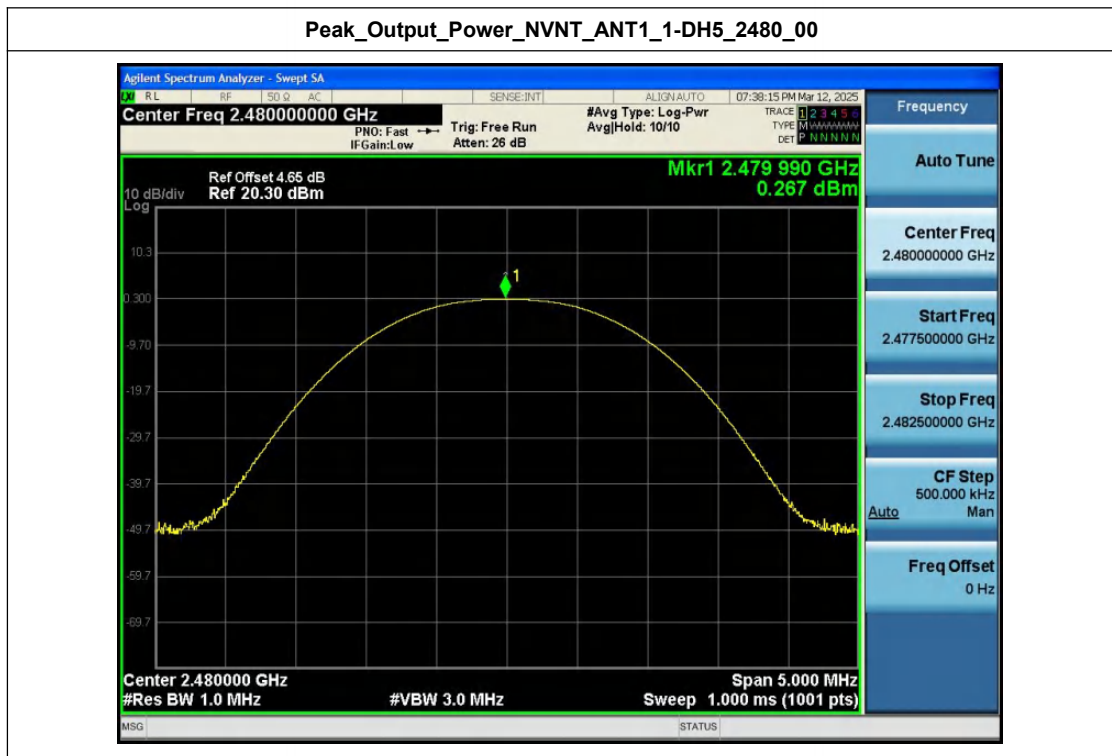 Peak_Output_Power_NVNT_ANT1_1-DH5_2480_00
Agilent Spectrum Analyzer - Swept SA
RL RF 50 Ω AC SENSE:INT ALIGNAUTO 07:38:15 PM Mar 12, 2025
Center Freq 2.480000000 GHz
PNO: Fast
IFGain:Low
Trig: Free Run
Atten: 26 dB
#Avg Type: Log-Pwr
Avg|Hold: 10/10
TRACE 1 2 3 4 5 6
TYPE MWWWWW
DET P N N N N N
Mkr1 2.479 990 GHz
0.267 dBm
Ref Offset 4.65 dB
10 dB/div Ref 20.30 dBm
Log
10.3
0.300
-9.70
-19.7
-29.7
-39.7
-49.7
-59.7
-69.7
1
Center 2.480000 GHz Span 5.000 MHz
#Res BW 1.0 MHz #VBW 3.0 MHz Sweep 1.000 ms (1001 pts)
MSG STATUS
Frequency
Auto Tune
Center Freq
2.480000000 GHz
Start Freq
2.477500000 GHz
Stop Freq
2.482500000 GHz
CF Step
500.000 kHz
Auto Man
Freq Offset
0 Hz